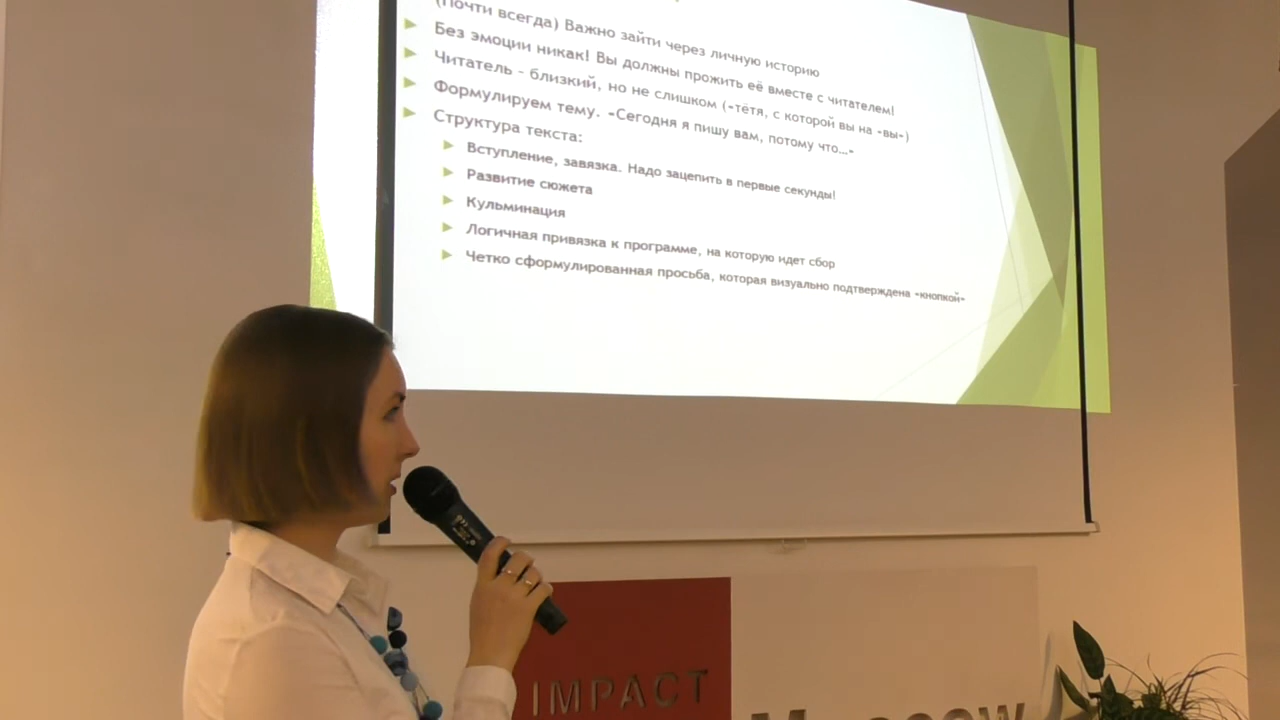 (Почти всегда) Важно зайти через личную историю
Без эмоции никак! Вы должны прожить её вместе с читателем!
Читатель - близкий, но не слишком («тётя, с которой вы на «вы»)
Формулируем тему. «Сегодня я пишу вам, потому что…»
Структура текста:
Вступление, завязка. Надо зацепить в первые секунды!
Развитие сюжета
Кульминация
Логичная привязка к программе, на которую идет сбор
Четко сформулированная просьба, которая визуально подтверждена «кнопкой»
IMPACT
Moscow